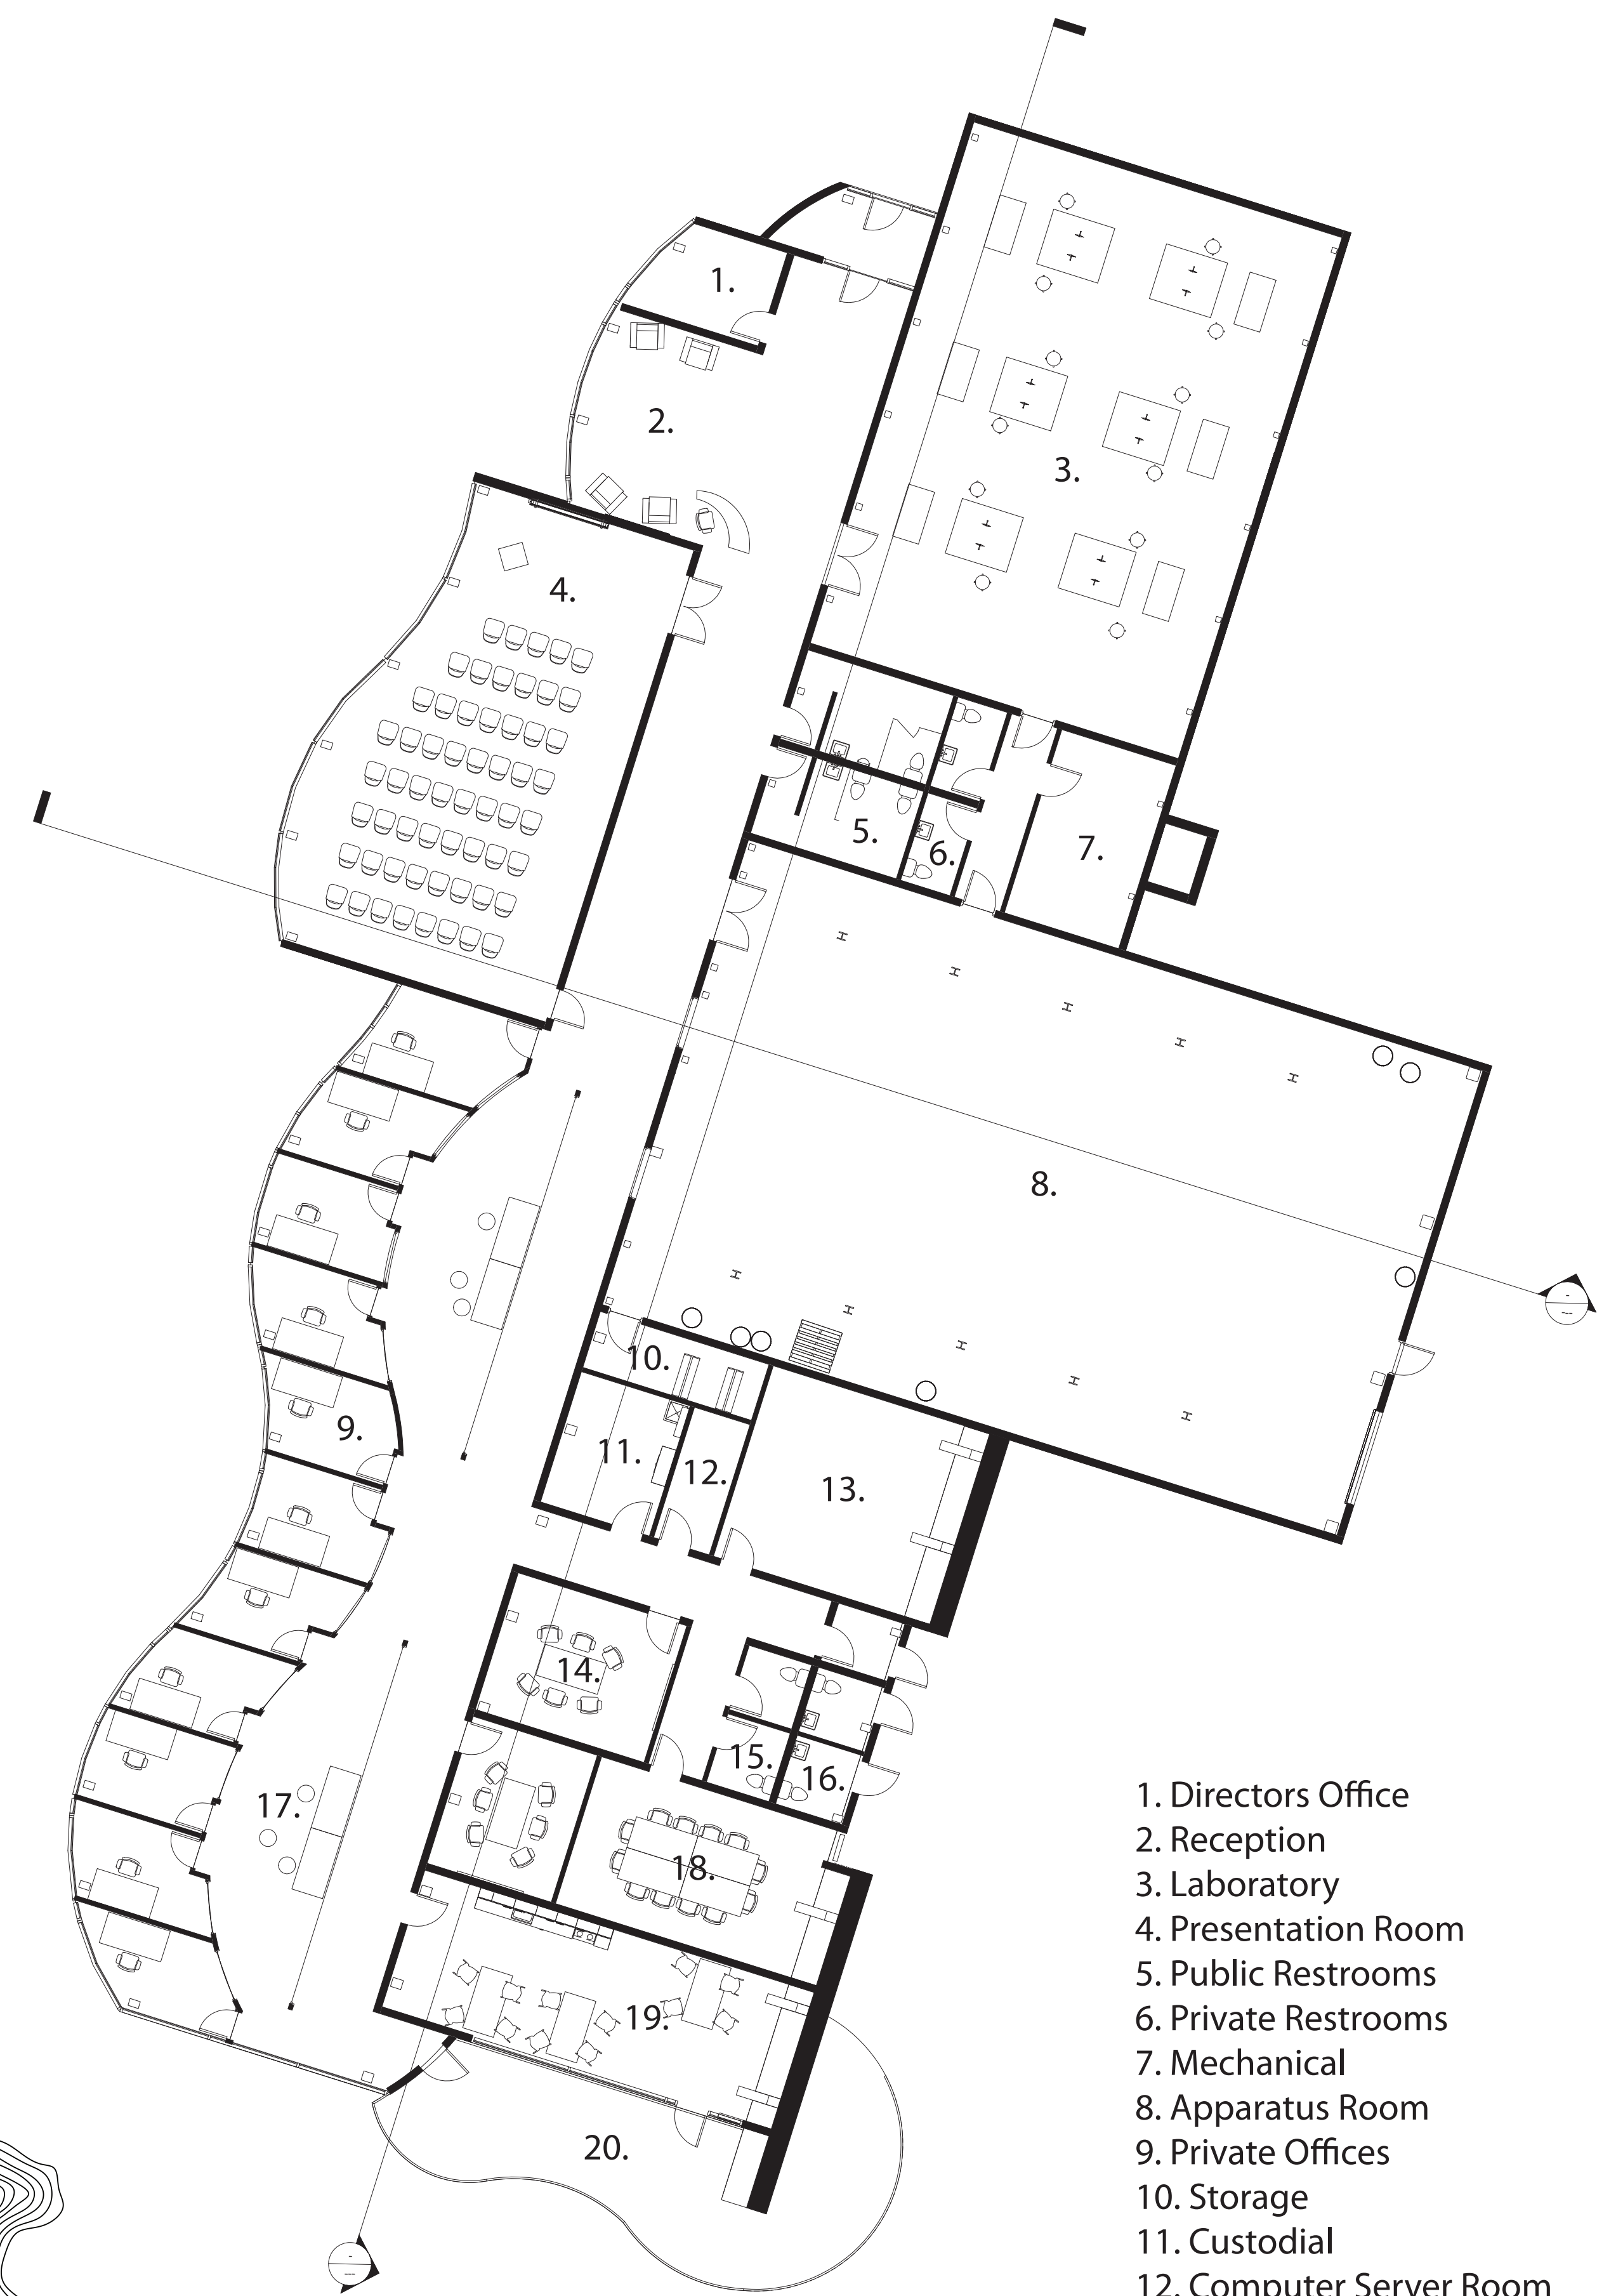 1.
2.
3.
4.
5.
6.
7.
8.
9.
10.
11.
12.
13.
14.
15.
16.
17.
18.
19.
20.
1. Directors Office
2. Reception
3. Laboratory
4. Presentation Room
5. Public Restrooms
6. Private Restrooms
7. Mechanical
8. Apparatus Room
9. Private Offices
10. Storage
11. Custodial
12. Computer Server Room